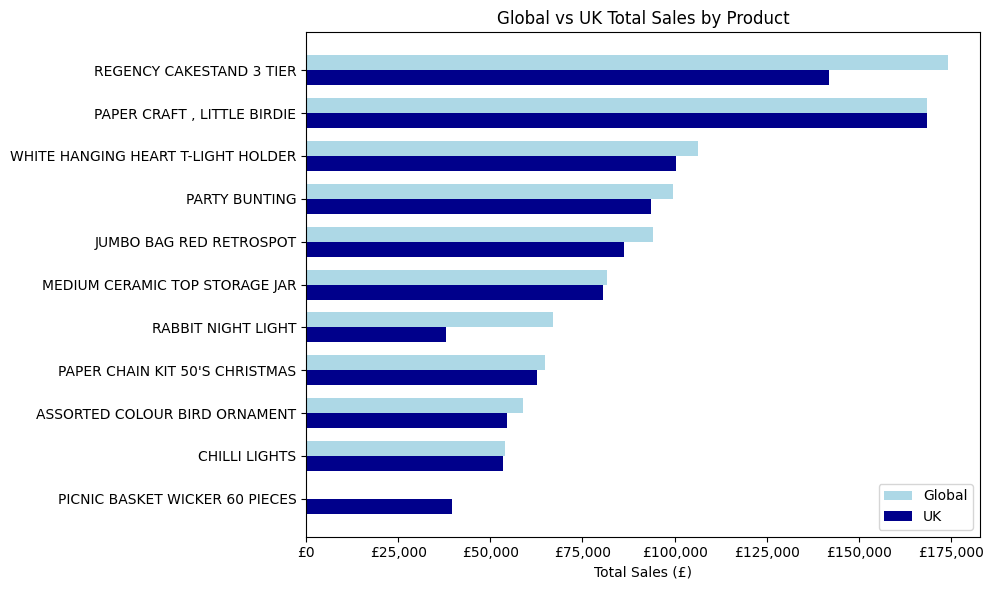 Global vs UK Total Sales by Product
REGENCY CAKESTAND 3 TIER
PAPER CRAFT , LITTLE BIRDIE
WHITE HANGING HEART T-LIGHT HOLDER
PARTY BUNTING
JUMBO BAG RED RETROSPOT
MEDIUM CERAMIC TOP STORAGE JAR
RABBIT NIGHT LIGHT
PAPER CHAIN KIT 50'S CHRISTMAS
ASSORTED COLOUR BIRD ORNAMENT
CHILLI LIGHTS
PICNIC BASKET WICKER 60 PIECES
Global
UK
£0 £25,000 £50,000 £75,000 £100,000 £125,000 £150,000 £175,000
Total Sales (£)